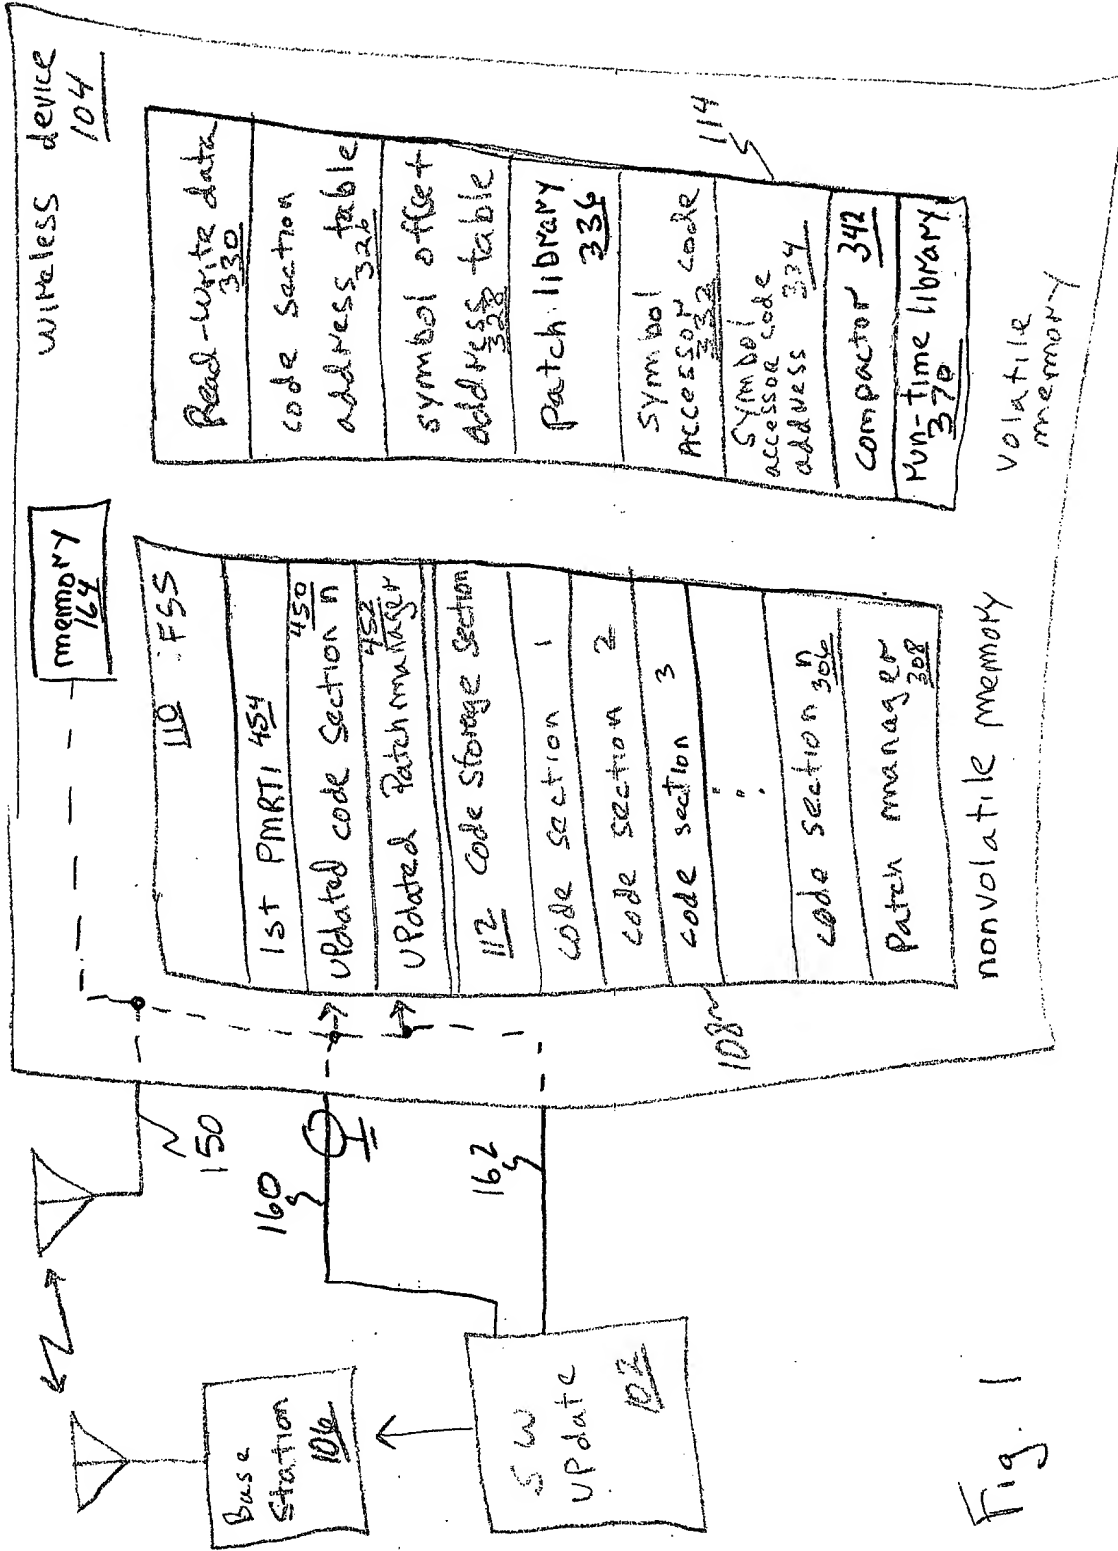 wireless device
104
memory
164
110 FSS
1st PMRTI 454
updated code section n
450
updated Patch manager
452
112 code storage section
code section 1
code section 2
code section 3
code section n
306
Patch manager
308
nonvolatile memory
108
Read-write data
330
code section
address table
326
symbol offset
address table
328
Patch library
336
symbol
Accessor code
332
symbol
accessor code
address 334
compactor 342
run-time library
370
volatile
memory
114
150
160
I
162
Base
Station
106
SW
update
102
Fig. 1